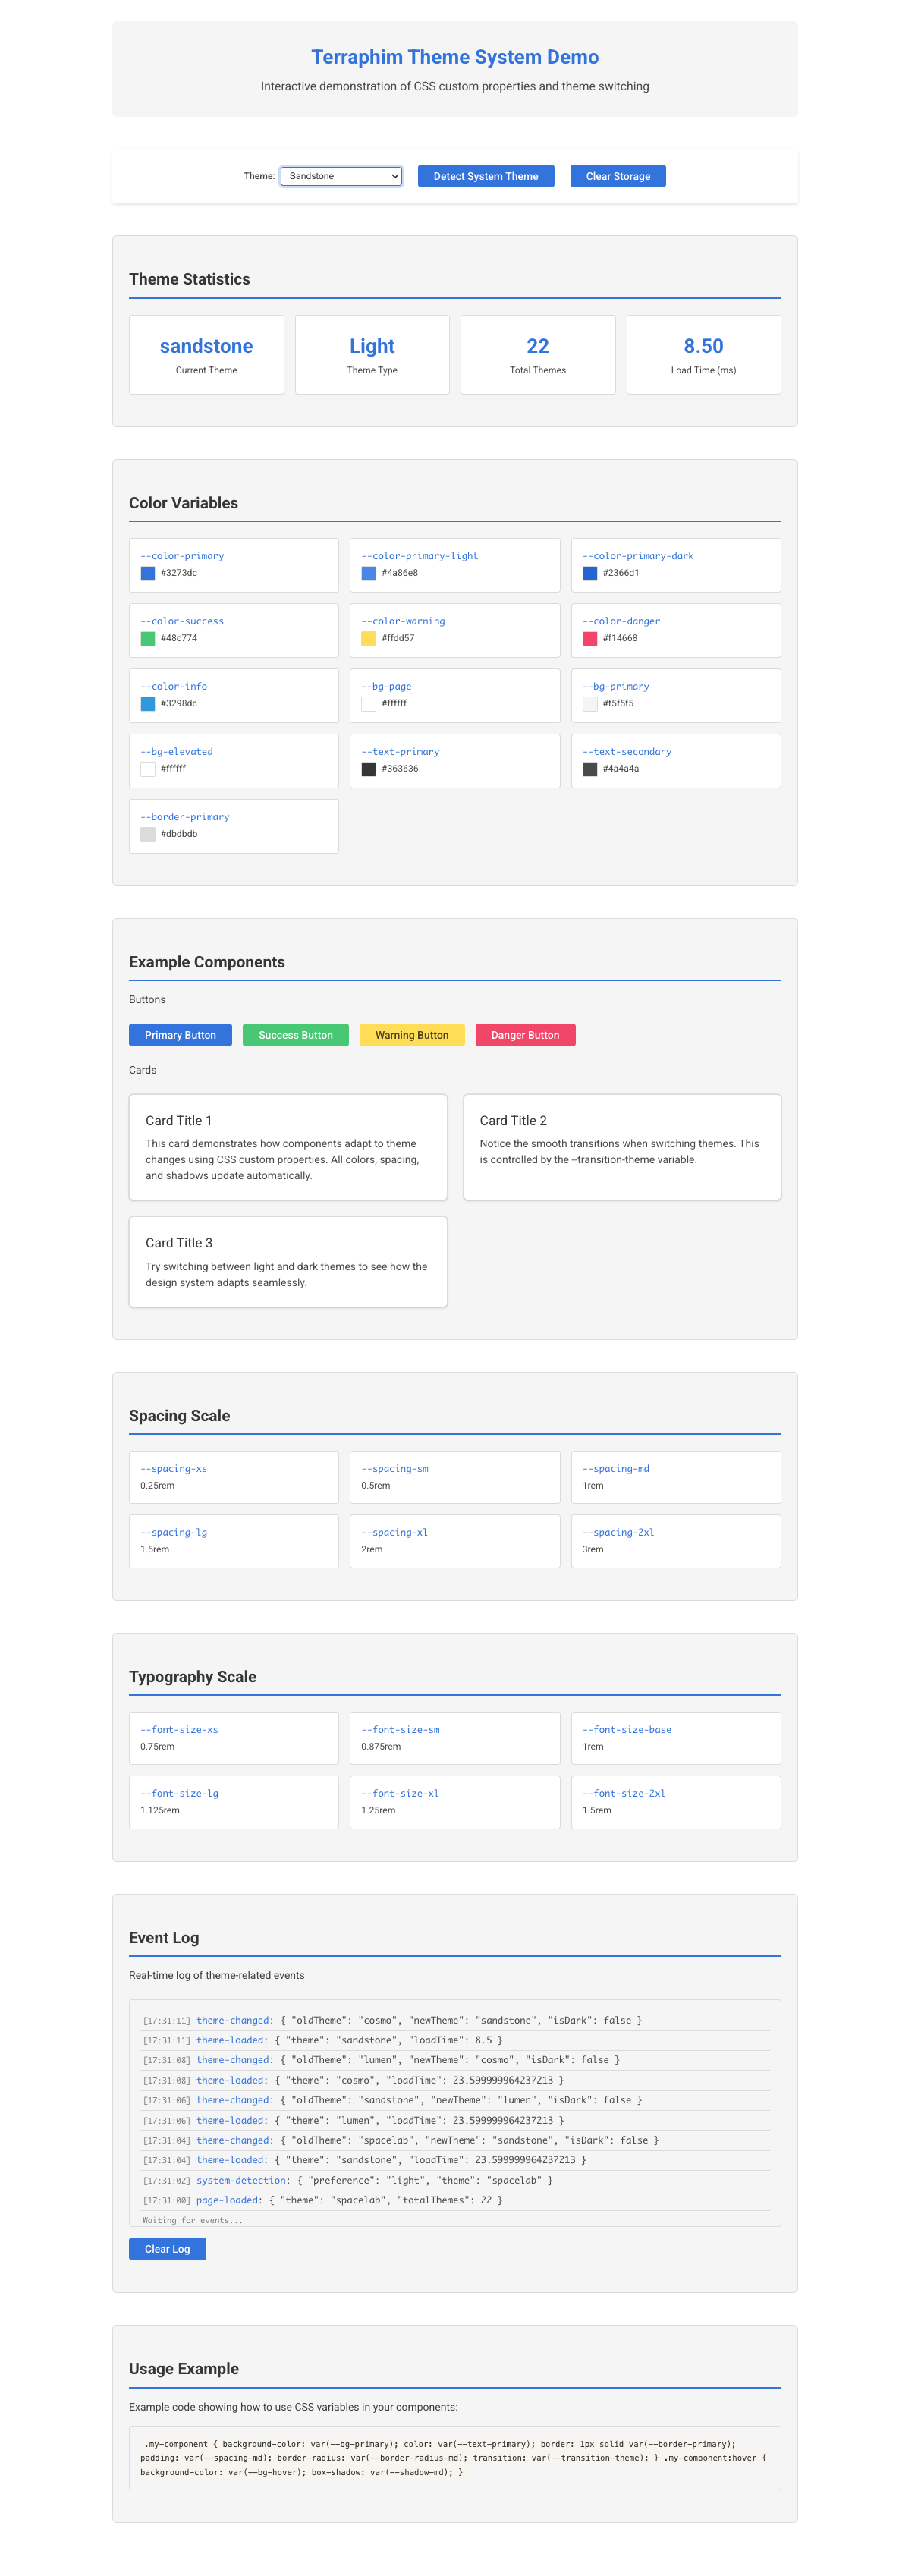 Terraphim Theme System Demo
Interactive demonstration of CSS custom properties and theme switching
Theme: Sandstone Detect System Theme Clear Storage
Theme Statistics
sandstone Light 22 8.50
Current Theme Theme Type Total Themes Load Time (ms)
Color Variables
--color-primary --color-primary-light --color-primary-dark
#3273dc #4a86e8 #2366d1
--color-success --color-warning --color-danger
#48c774 #ffdd57 #f14668
--color-info --bg-page --bg-primary
#3298dc #ffffff #f5f5f5
--bg-elevated --text-primary --text-secondary
#ffffff #363636 #4a4a4a
--border-primary
#dbdbdb
Example Components
Buttons
Primary Button Success Button Warning Button Danger Button
Cards
Card Title 1
This card demonstrates how components adapt to theme
changes using CSS custom properties. All colors, spacing,
and shadows update automatically.
Card Title 2
Notice the smooth transitions when switching themes. This
is controlled by the --transition-theme variable.
Card Title 3
Try switching between light and dark themes to see how the
design system adapts seamlessly.
Spacing Scale
--spacing-xs --spacing-sm --spacing-md
0.25rem 0.5rem 1rem
--spacing-lg --spacing-xl --spacing-2xl
1.5rem 2rem 3rem
Typography Scale
--font-size-xs --font-size-sm --font-size-base
0.75rem 0.875rem 1rem
--font-size-lg --font-size-xl --font-size-2xl
1.125rem 1.25rem 1.5rem
Event Log
Real-time log of theme-related events
[17:31:11] theme-changed: { "oldTheme": "cosmo", "newTheme": "sandstone", "isDark": false }
[17:31:11] theme-loaded: { "theme": "sandstone", "loadTime": 8.5 }
[17:31:08] theme-changed: { "oldTheme": "lumen", "newTheme": "cosmo", "isDark": false }
[17:31:08] theme-loaded: { "theme": "cosmo", "loadTime": 23.599999964237213 }
[17:31:06] theme-changed: { "oldTheme": "sandstone", "newTheme": "lumen", "isDark": false }
[17:31:06] theme-loaded: { "theme": "lumen", "loadTime": 23.599999964237213 }
[17:31:04] theme-changed: { "oldTheme": "spacelab", "newTheme": "sandstone", "isDark": false }
[17:31:04] theme-loaded: { "theme": "sandstone", "loadTime": 23.599999964237213 }
[17:31:02] system-detection: { "preference": "light", "theme": "spacelab" }
[17:31:00] page-loaded: { "theme": "spacelab", "totalThemes": 22 }
Waiting for events...
Clear Log
Usage Example
Example code showing how to use CSS variables in your components:
.my-component { background-color: var(--bg-primary); color: var(--text-primary); border: 1px solid var(--border-primary);
padding: var(--spacing-md); border-radius: var(--border-radius-md); transition: var(--transition-theme); } .my-component:hover {
background-color: var(--bg-hover); box-shadow: var(--shadow-md); }